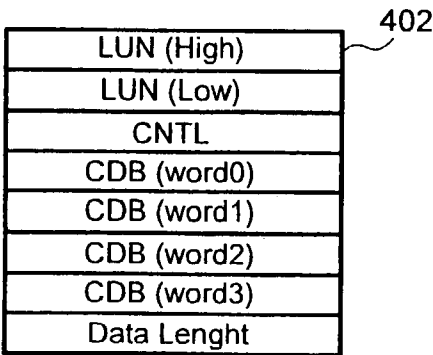 402
LUN (High)
LUN (Low)
CNTL
CDB (word0)
CDB (word1)
CDB (word2)
CDB (word3)
Data Lenght